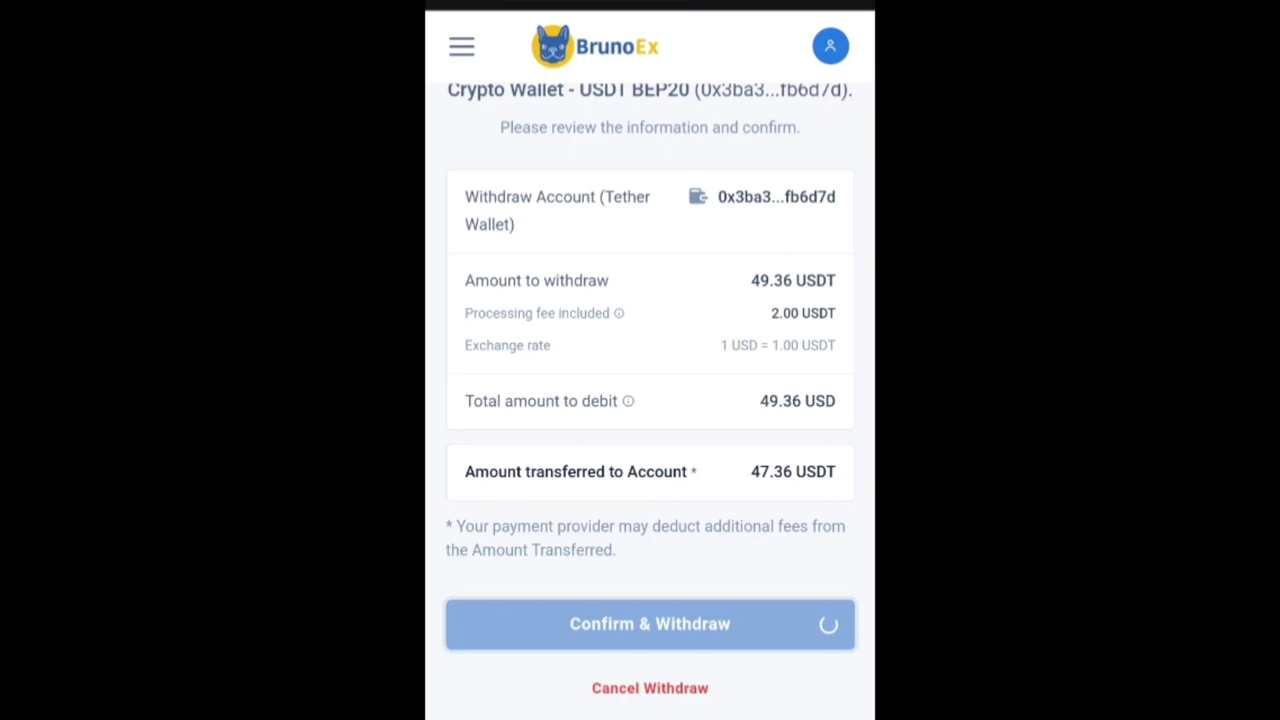 BrunoEx
Crypto Wallet - USDT BEP20 (0x3ba3...fb6d7d).
Please review the information and confirm.
Withdraw Account (Tether Wallet)
0x3ba3...fb6d7d
Amount to withdraw 49.36 USDT
Processing fee included 2.00 USDT
Exchange rate 1 USD = 1.00 USDT
Total amount to debit 49.36 USD
Amount transferred to Account * 47.36 USDT
* Your payment provider may deduct additional fees from
the Amount Transferred.
Confirm & Withdraw
Cancel Withdraw